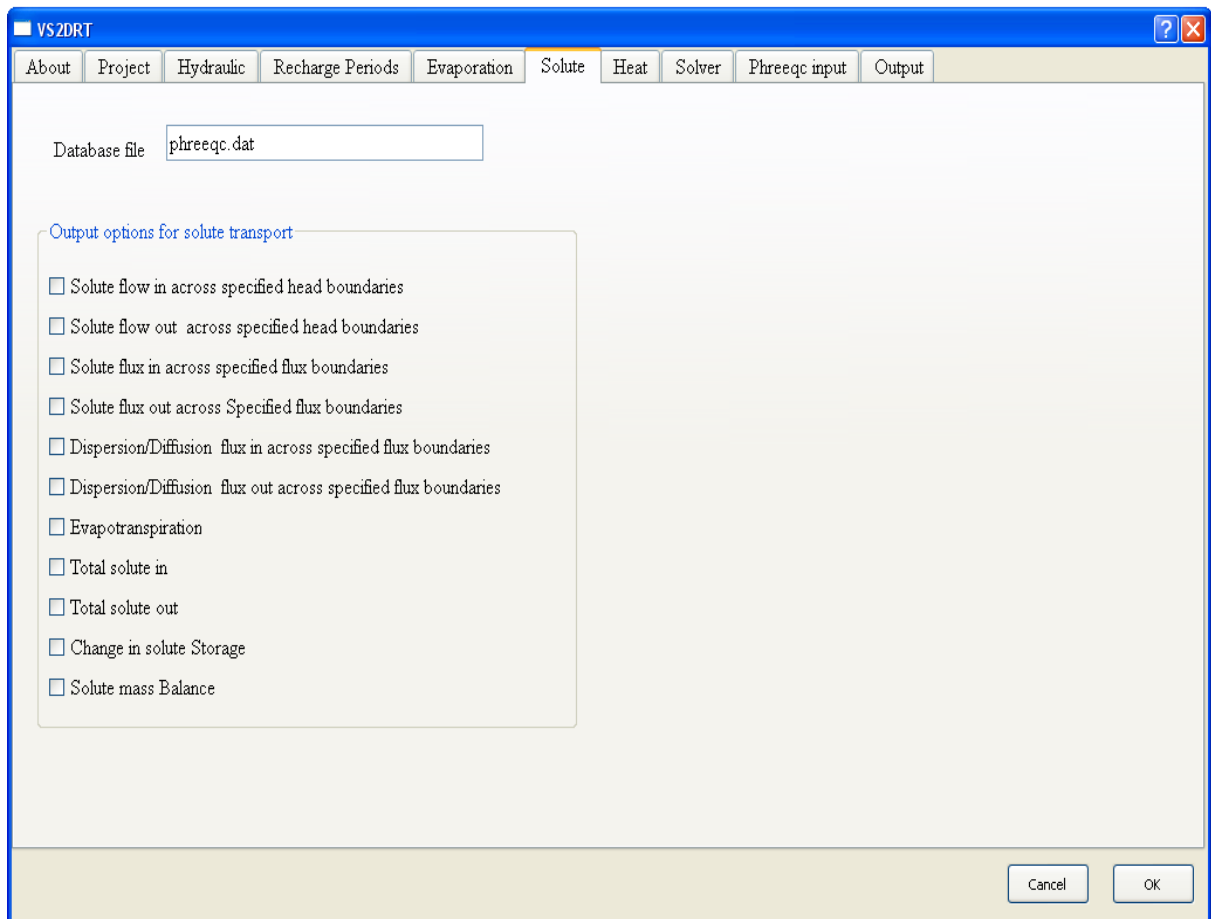 VS2DRT
About Project Hydraulic Recharge Periods Evaporation Solute Heat Solver Phreeqc input Output
Database file phreeqc.dat
Output options for solute transport
Solute flow in across specified head boundaries
Solute flow out across specified head boundaries
Solute flux in across specified flux boundaries
Solute flux out across Specified flux boundaries
Dispersion/Diffusion flux in across specified flux boundaries
Dispersion/Diffusion flux out across specified flux boundaries
Evapotranspiration
Total solute in
Total solute out
Change in solute Storage
Solute mass Balance
Cancel OK